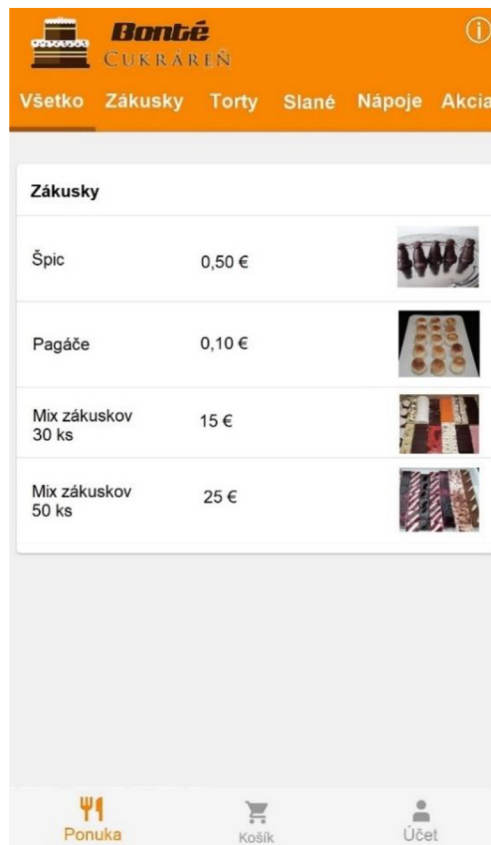 Bonté
CUKRÁREŇ
Všetko Zákusky Torty Slané Nápoje Akcia
Zákusky
Špic 0,50 €
Pagáče 0,10 €
Mix zákuskov 15 €
30 ks
Mix zákuskov 25 €
50 ks
Ponuka Košík Účet